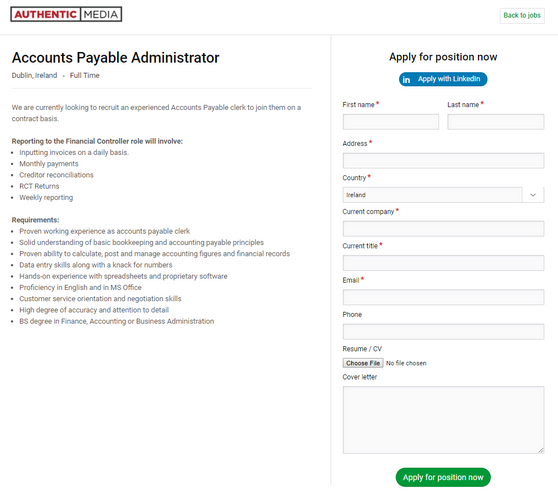 AUTHENTIC MEDIA
Back to jobs
Accounts Payable Administrator
Dublin, Ireland • Full Time
We are currently looking to recruit an experienced Accounts Payable clerk to join them on a
contract basis.
Reporting to the Financial Controller role will involve:
• Inputting invoices on a daily basis.
• Monthly payments
• Creditor reconciliations
• RCT Returns
• Weekly reporting
Requirements:
• Proven working experience as accounts payable clerk
• Solid understanding of basic bookkeeping and accounting payable principles
• Proven ability to calculate, post and manage accounting figures and financial records
• Data entry skills along with a knack for numbers
• Hands-on experience with spreadsheets and proprietary software
• Proficiency in English and in MS Office
• Customer service orientation and negotiation skills
• High degree of accuracy and attention to detail
• BS degree in Finance, Accounting or Business Administration
Apply for position now
in Apply with LinkedIn
First name * Last name *
Address *
Country *
Ireland
Current company *
Current title *
Email *
Phone
Resume / CV
Choose File No file chosen
Cover letter
Apply for position now